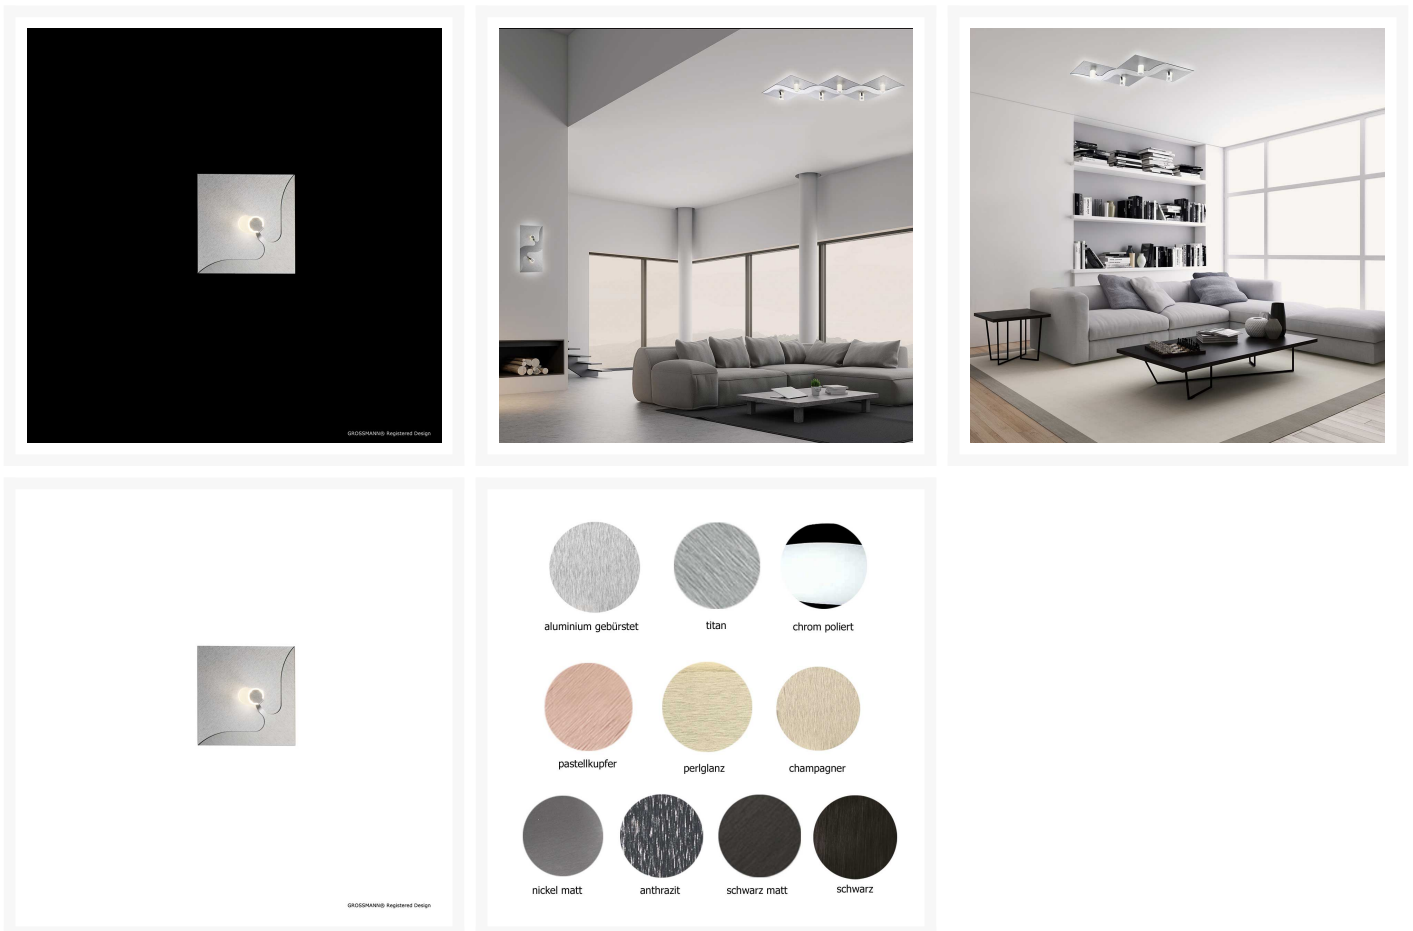 GROSSMANN® Registered Design
GROSSMANN® Registered Design
aluminium gebürstet
titan
chrom poliert
pastellkupfer
perlglanz
champagner
nickel matt
anthrazit
schwarz matt
schwarz